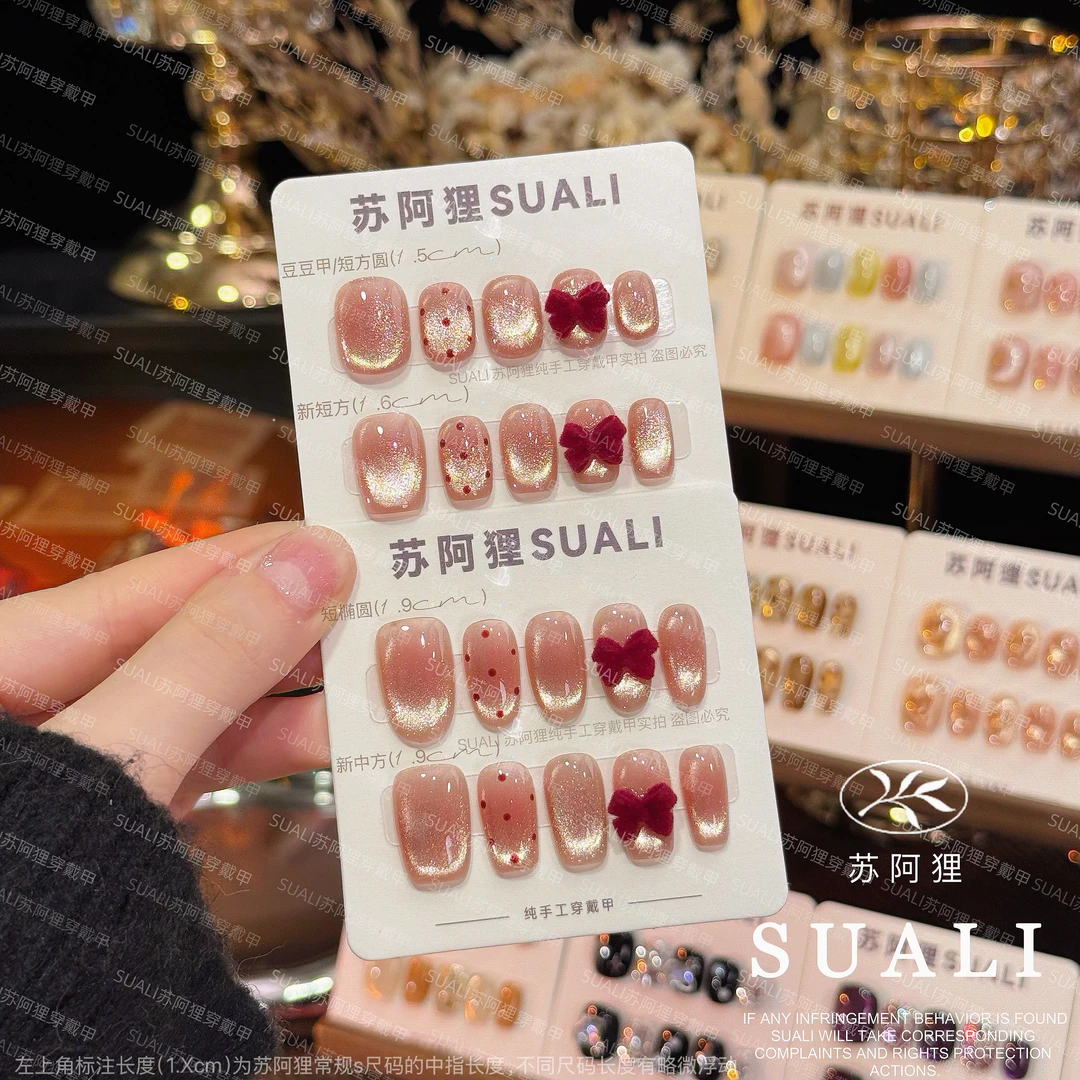 苏阿狸SUALI
豆豆甲/短方圆(1.5cm)
SUALI苏阿狸纯手工穿戴甲实拍 盗图必究
新短方(1.6cm)
苏阿狸SUALI
短椭圆(1.9cm)
SUALI苏阿狸纯手工穿戴甲实拍 盗图必究
新中方(1.9cm)
纯手工穿戴甲
苏阿狸SUALI
苏阿狸SUALI
苏阿狸
SUALI
IF ANY INFRINGEMENT BEHAVIOR IS FOUND
SUALI WILL TAKE CORRESPONDING
COMPLAINTS AND RIGHTS PROTECTION
ACTIONS.
左上角标注长度(1.Xcm)为苏阿狸常规s尺码的中指长度,不同尺码长度有略微浮动
SUALI苏阿狸穿戴甲